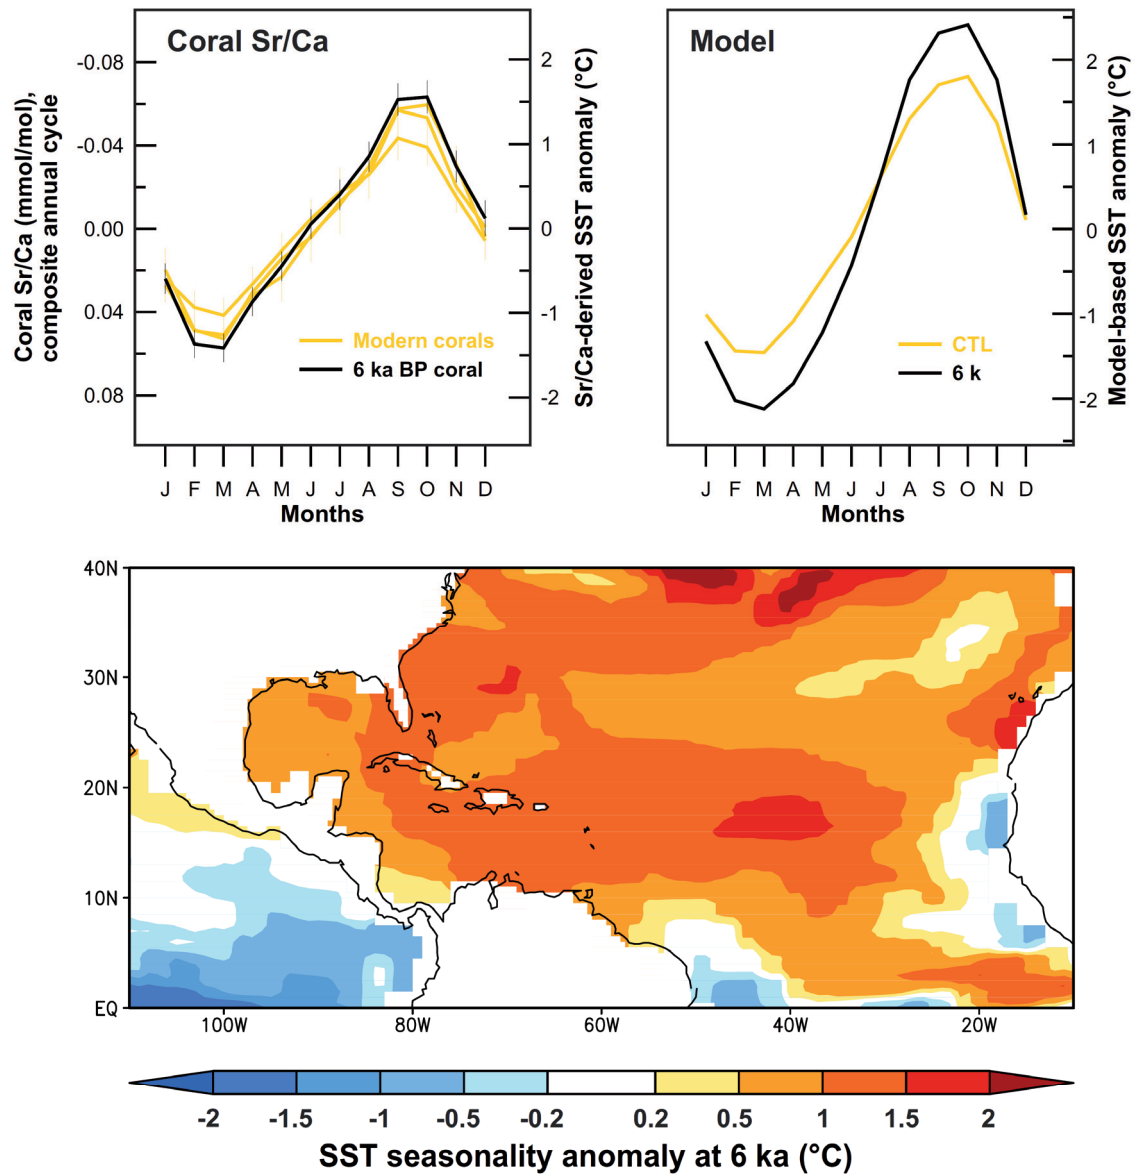 Coral Sr/Ca
Coral Sr/Ca (mmol/mol),
composite annual cycle
-0.08
-0.04
0.00
0.04
0.08
2
1
0
-1
-2
Sr/Ca-derived SST anomaly (°C)
Modern corals
6 ka BP coral
J F M A M J J A S O N D
Months
Model
2
1
0
-1
-2
Model-based SST anomaly (°C)
CTL
6 k
J F M A M J J A S O N D
Months
40N
30N
20N
10N
EQ
100W 80W 60W 40W 20W
-2 -1.5 -1 -0.5 -0.2 0.2 0.5 1 1.5 2
SST seasonality anomaly at 6 ka (°C)